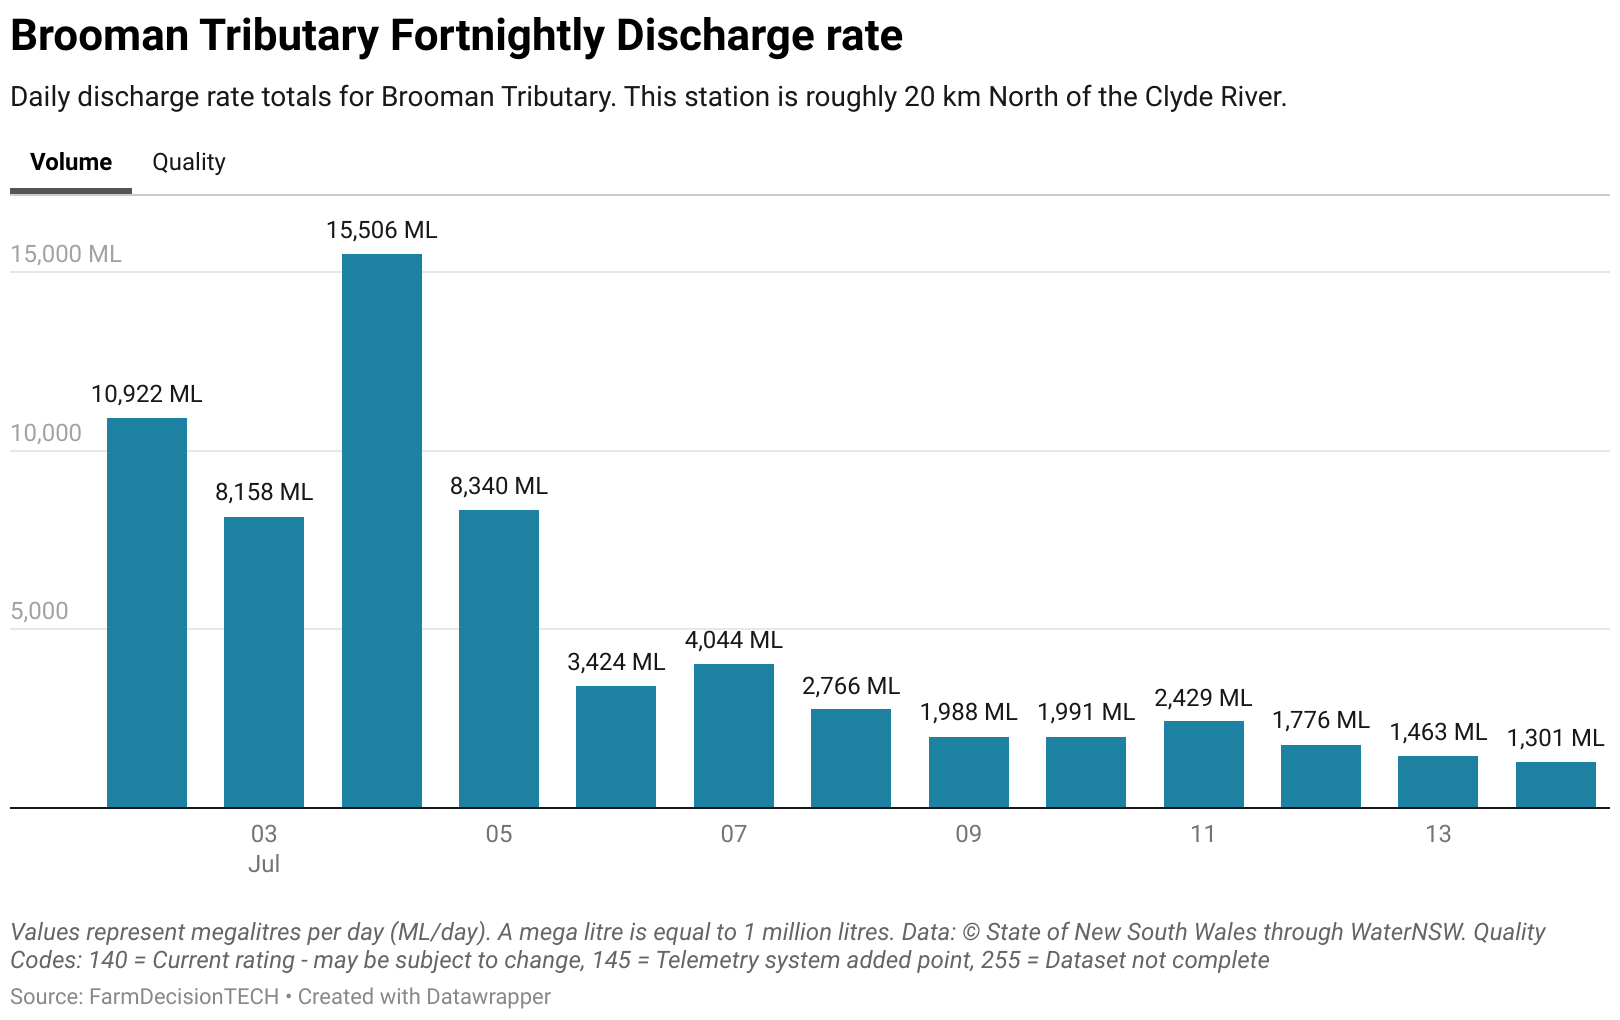 Brooman Tributary Fortnightly Discharge rate
Daily discharge rate totals for Brooman Tributary. This station is roughly 20 km North of the Clyde River.
Volume Quality
15,506 ML
15,000 ML
10,922 ML
10,000
8,158 ML
8,340 ML
5,000
4,044 ML
3,424 ML
2,766 ML
2,429 ML
1,988 ML 1,991 ML
1,776 ML
1,463 ML
1,301 ML
03 05 07 09 11 13
Jul
Values represent megalitres per day (ML/day). A mega litre is equal to 1 million litres. Data: © State of New South Wales through WaterNSW. Quality
Codes: 140 = Current rating - may be subject to change, 145 = Telemetry system added point, 255 = Dataset not complete
Source: FarmDecisionTECH • Created with Datawrapper